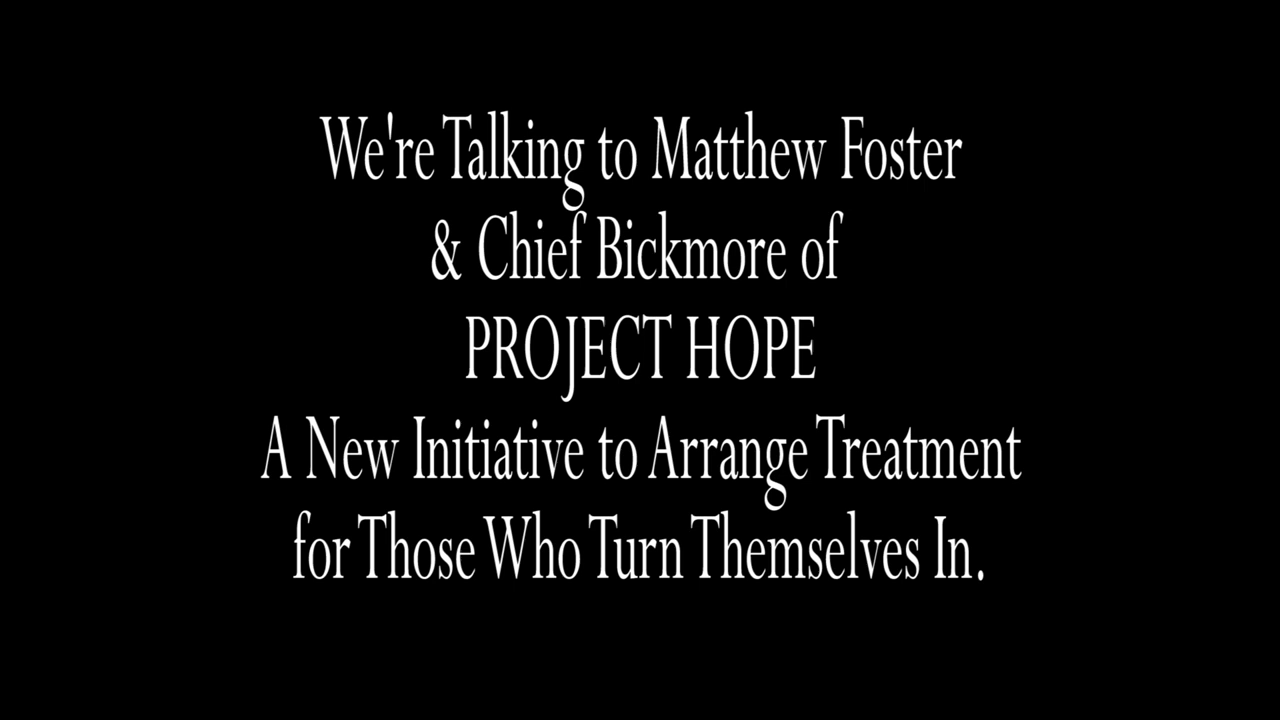 We're Talking to Matthew Foster
& Chief Bickmore of
PROJECT HOPE
A New Initiative to Arrange Treatment
for Those Who Turn Themselves In.